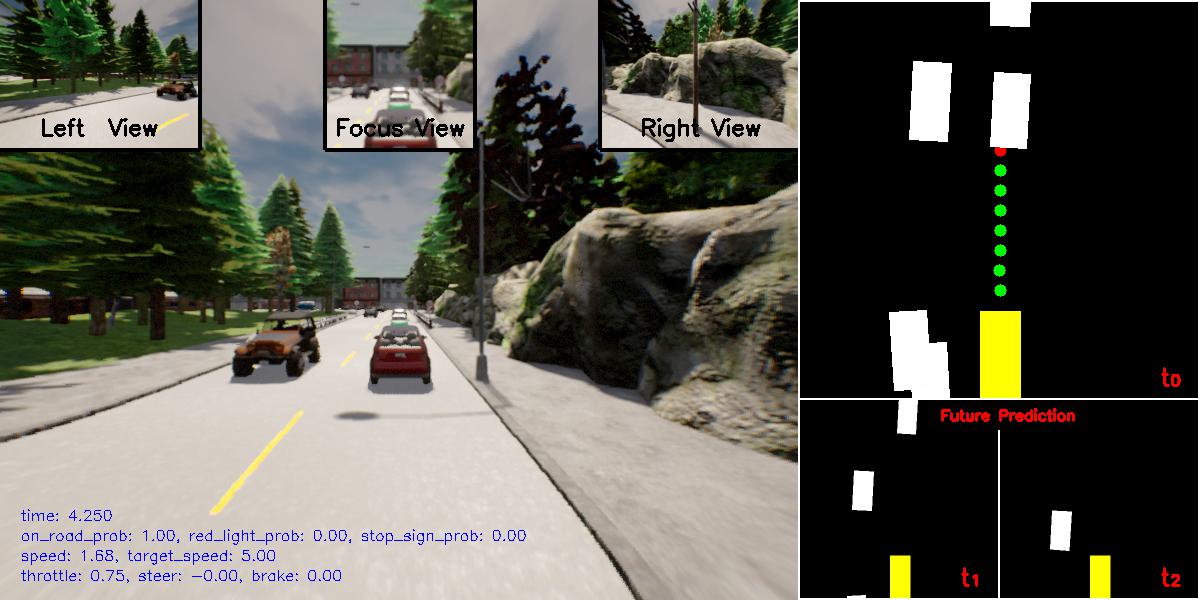 Left View
Focus View
Right View
t0
Future Prediction
t1
t2
time: 4.250
on_road_prob: 1.00, red_light_prob: 0.00, stop_sign_prob: 0.00
speed: 1.68, target_speed: 5.00
throttle: 0.75, steer: −0.00, brake: 0.00